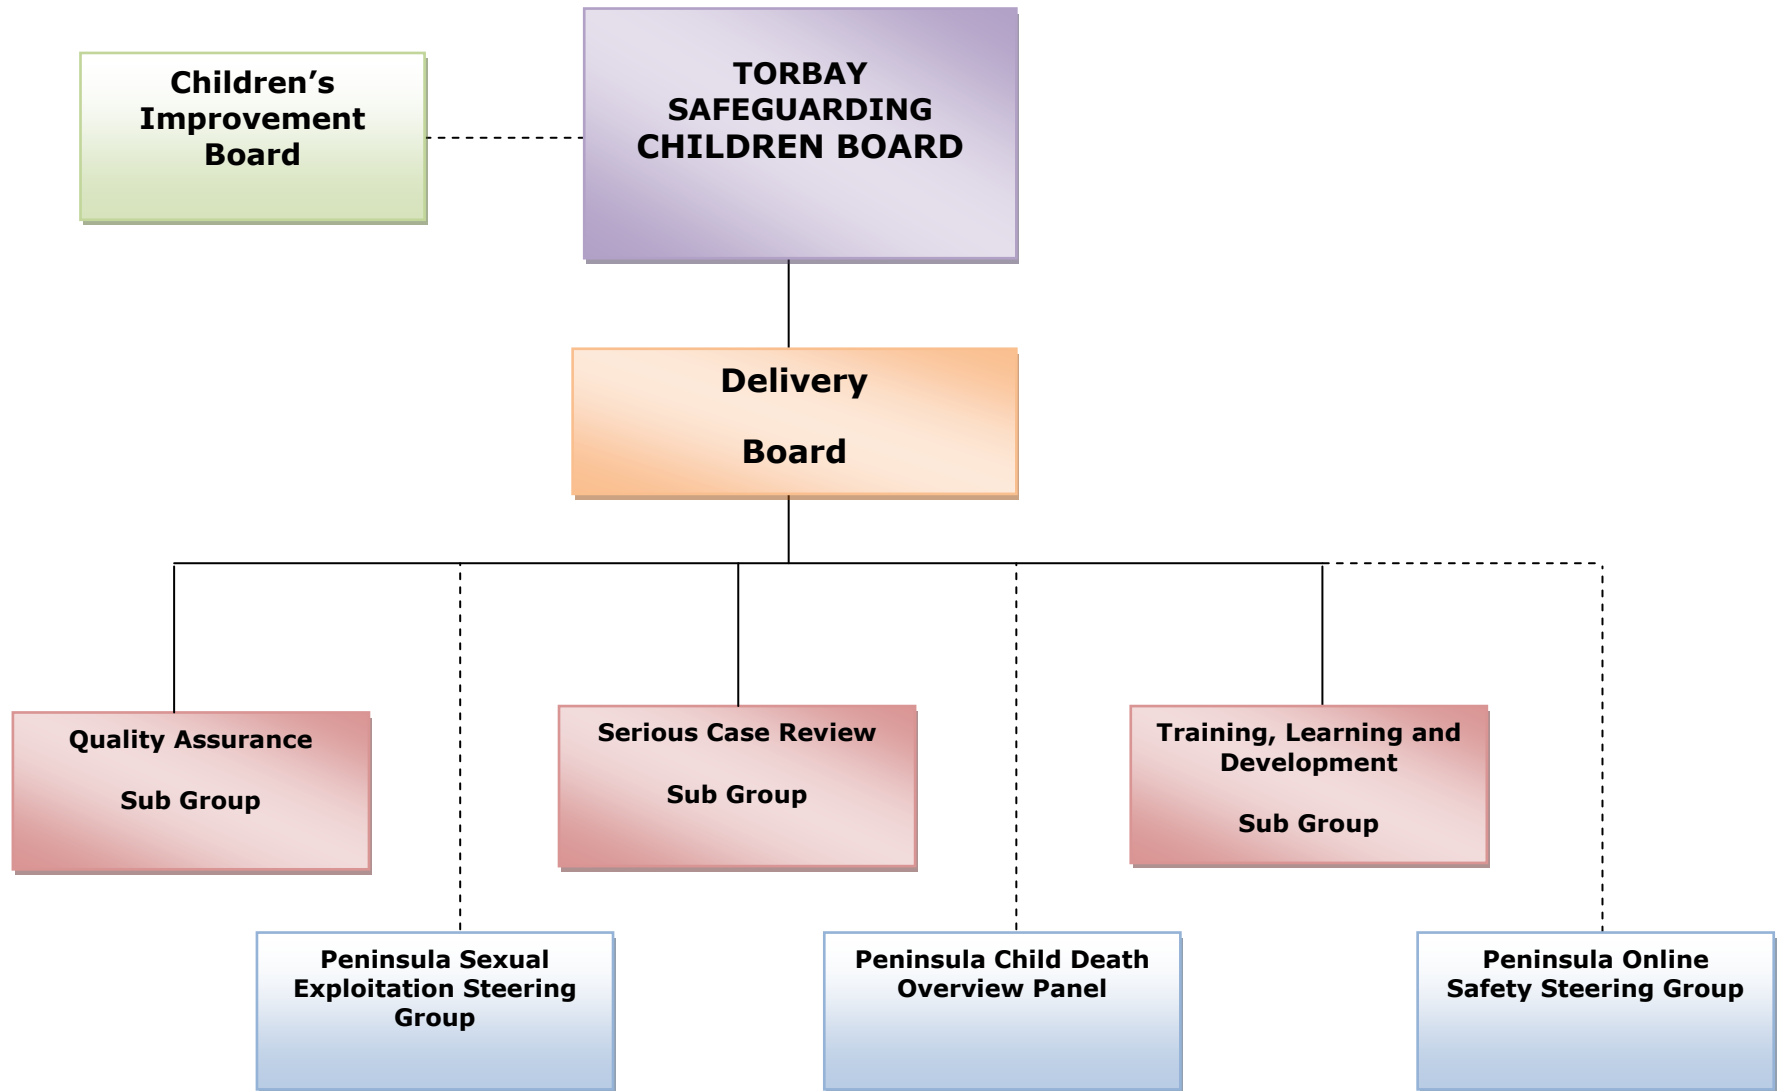 Children’s
Improvement
Board
TORBAY
SAFEGUARDING
CHILDREN BOARD
Delivery
Board
Quality Assurance
Sub Group
Serious Case Review
Sub Group
Training, Learning and
Development
Sub Group
Peninsula Sexual
Exploitation Steering
Group
Peninsula Child Death
Overview Panel
Peninsula Online
Safety Steering Group